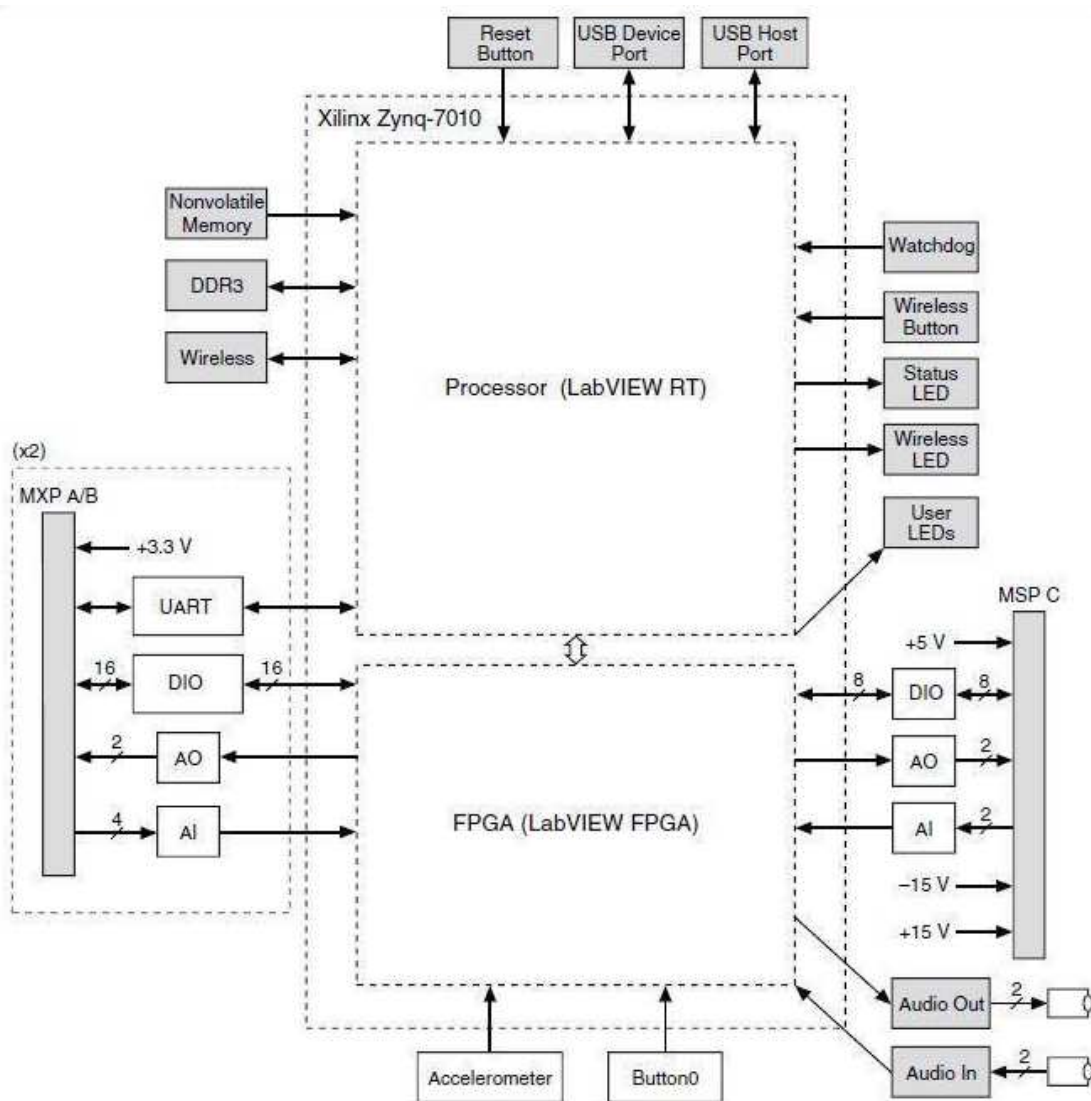 Reset
Button
USB Device
Port
USB Host
Port
Xilinx Zynq-7010
Nonvolatile
Memory
DDR3
Wireless
Processor (LabVIEW RT)
Watchdog
Wireless
Button
Status
LED
Wireless
LED
User
LEDs
(x2)
MXP A/B
+3.3 V
UART
16
DIO
16
2
AO
4
AI
FPGA (LabVIEW FPGA)
MSP C
+5 V
8
DIO
8
AO
2
AI
2
–15 V
+15 V
Audio Out
2
Audio In
2
Accelerometer
Button0